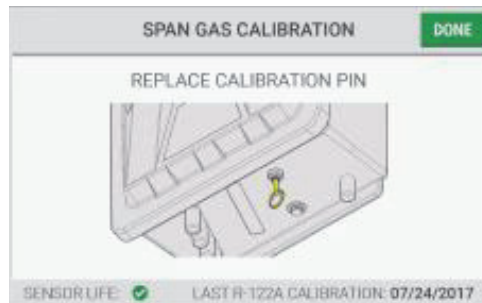 SPAN GAS CALIBRATION DONE
REPLACE CALIBRATION PIN
SENSOR LIFE: LAST R-122A CALIBRATION: 07/24/2017